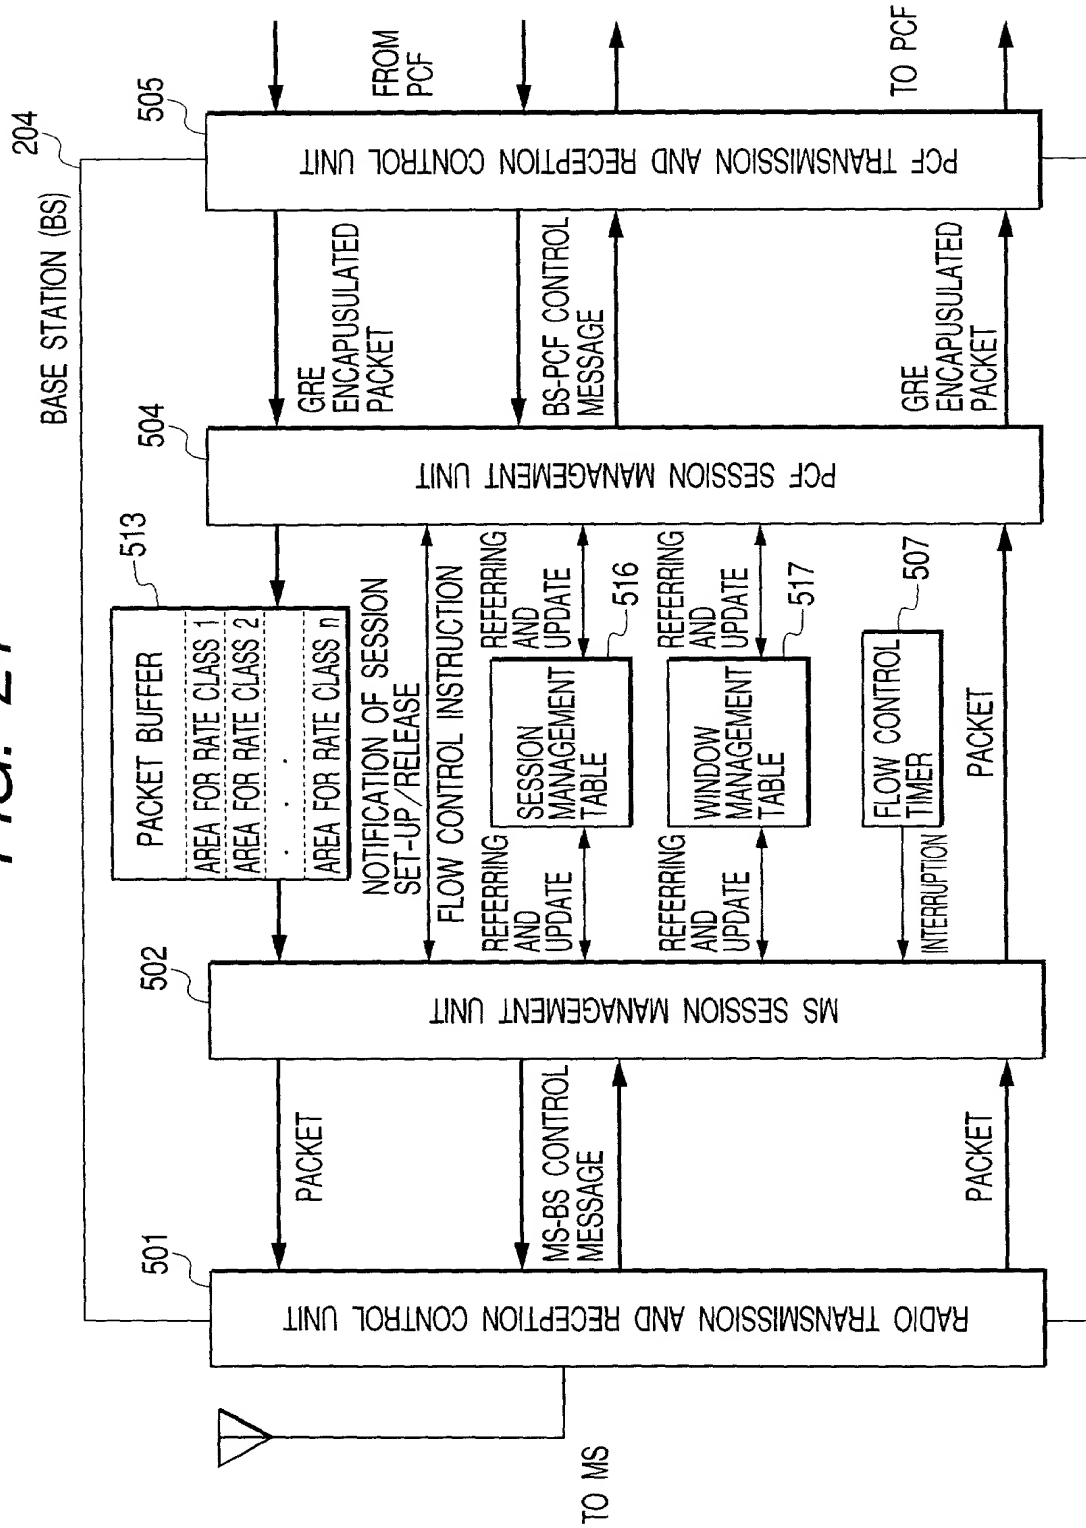 204
BASE STATION (BS)
TO MS
501
RADIO TRANSMISSION AND RECEPTION CONTROL UNIT
PACKET
MS-BS CONTROL
MESSAGE
PACKET
502
MS SESSION MANAGEMENT UNIT
513
PACKET BUFFER
AREA FOR RATE CLASS 1
AREA FOR RATE CLASS 2
. . .
AREA FOR RATE CLASS n
NOTIFICATION OF SESSION
SET-UP/RELEASE
FLOW CONTROL INSTRUCTION
REFERRING
AND
UPDATE
SESSION
MANAGEMENT
TABLE
516
REFERRING
AND
UPDATE
REFERRING
AND
UPDATE
WINDOW
MANAGEMENT
TABLE
517
REFERRING
AND
UPDATE
INTERRUPTION
FLOW CONTROL
TIMER
507
PACKET
504
PCF SESSION MANAGEMENT UNIT
GRE
ENCAPUSULATED
PACKET
BS-PCF CONTROL
MESSAGE
GRE
ENCAPUSULATED
PACKET
505
PCF TRANSMISSION AND RECEPTION CONTROL UNIT
FROM
PCF
TO PCF